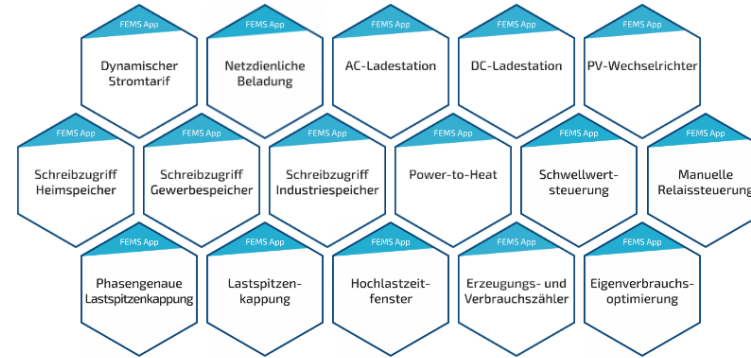 FEMS App
Dynamischer
Stromtarif
FEMS App
Netzdienliche
Beladung
FEMS App
AC-Ladestation
FEMS App
DC-Ladestation
FEMS App
PV-Wechselrichter
FEMS App
Schreibzugriff
Heimspeicher
FEMS App
Schreibzugriff
Gewerbespeicher
FEMS App
Schreibzugriff
Industriespeicher
FEMS App
Power-to-Heat
FEMS App
Schwellwert-
steuerung
FEMS App
Manuelle
Relaissteuerung
FEMS App
Phasengenaue
Lastspitzenkappung
FEMS App
Lastspitzen-
kappung
FEMS App
Hochlastzeit-
fenster
FEMS App
Erzeugungs- und
Verbrauchszähler
FEMS App
Eigenverbrauchs-
optimierung